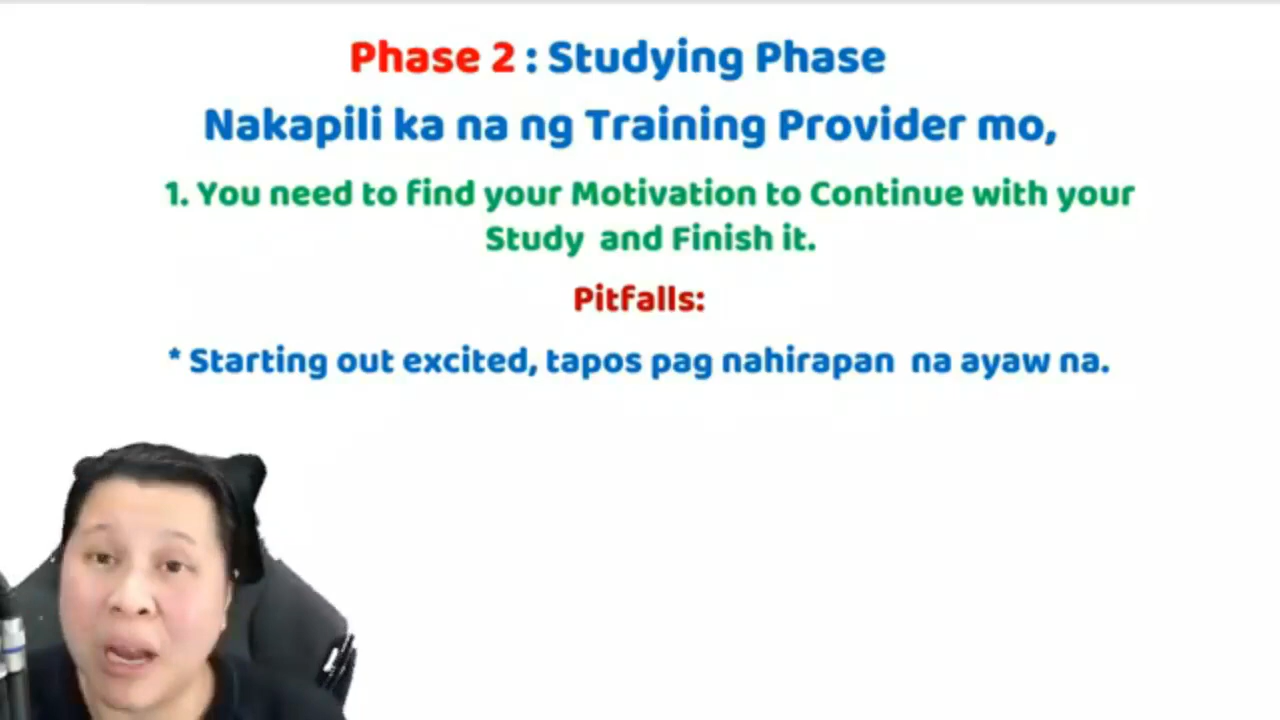 Phase 2 : Studying Phase
Nakapili ka na ng Training Provider mo,
1. You need to find your Motivation to Continue with your
Study and Finish it.
Pitfalls:
* Starting out excited, tapos pag nahirapan na ayaw na.